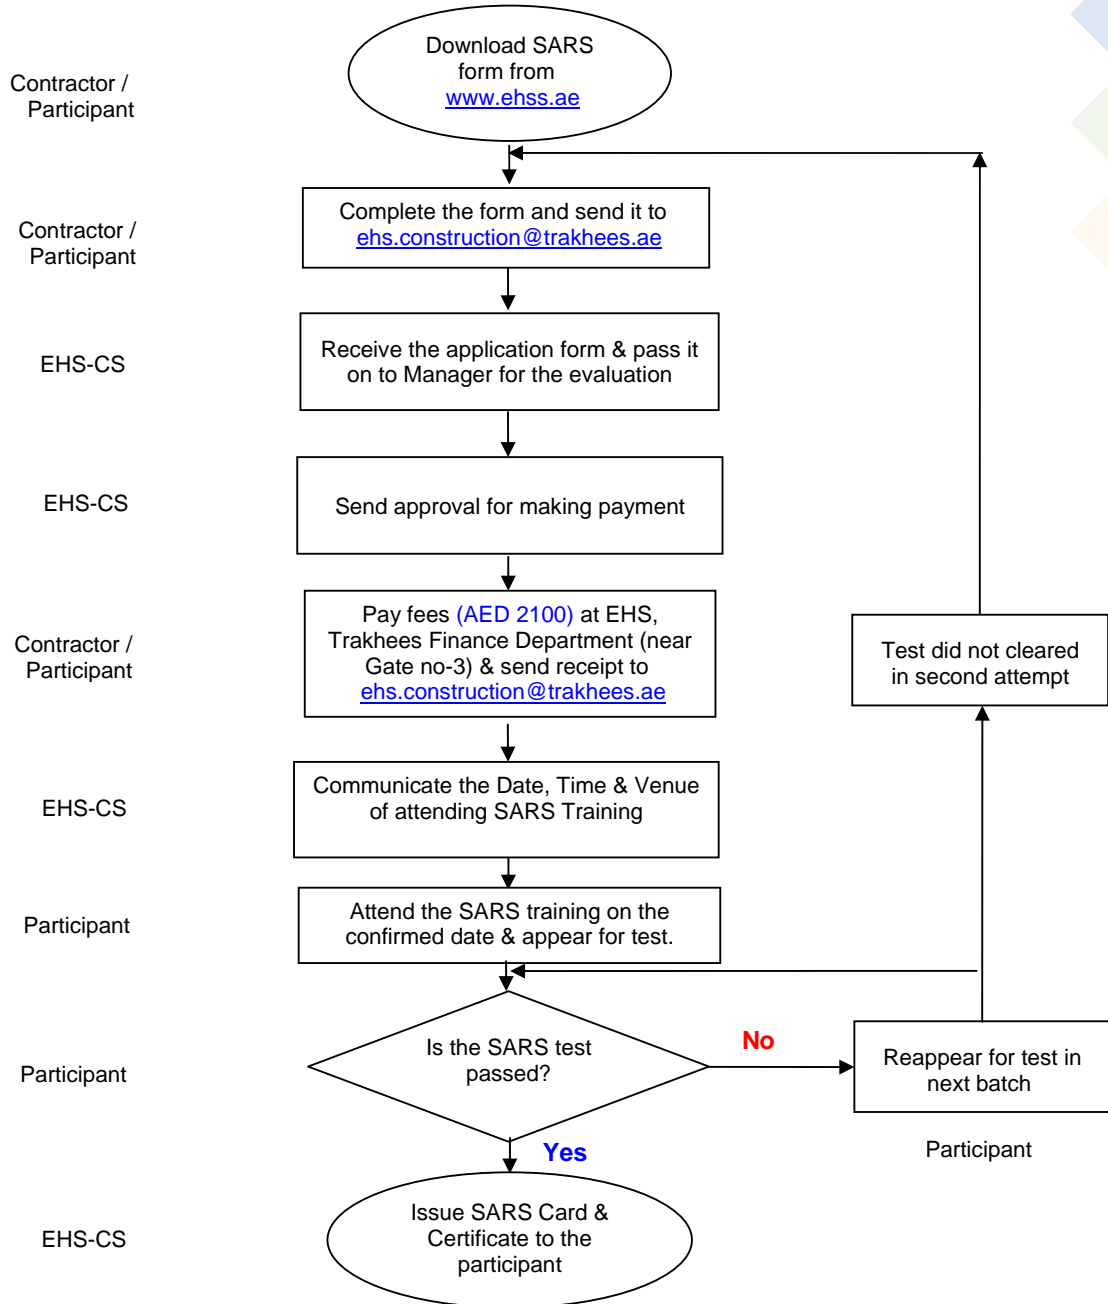 Download SARS
form from
www.ehss.ae
Contractor /
Participant
Complete the form and send it to
ehs.construction@trakhees.ae
Contractor /
Participant
Receive the application form & pass it
on to Manager for the evaluation
EHS-CS
Send approval for making payment
EHS-CS
Pay fees (AED 2100) at EHS,
Trakhees Finance Department (near
Gate no-3) & send receipt to
ehs.construction@trakhees.ae
Contractor /
Participant
Test did not cleared
in second attempt
Communicate the Date, Time & Venue
of attending SARS Training
EHS-CS
Attend the SARS training on the
confirmed date & appear for test.
Participant
Is the SARS test
passed?
No
Reappear for test in
next batch
Participant
Participant
Yes
Issue SARS Card &
Certificate to the
participant
EHS-CS